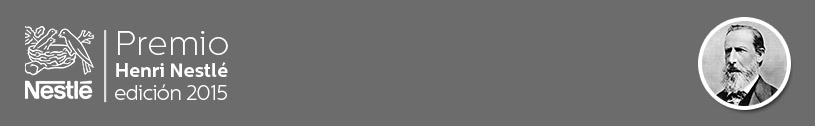 Nestlé
Premio
Henri Nestlé
edición 2015